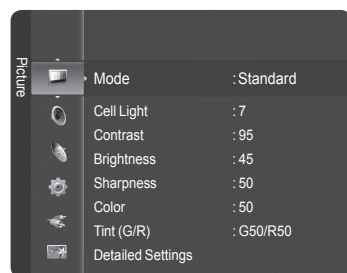 Picture
Mode : Standard
Cell Light : 7
Contrast : 95
Brightness : 45
Sharpness : 50
Color : 50
Tint (G/R) : G50/R50
Detailed Settings